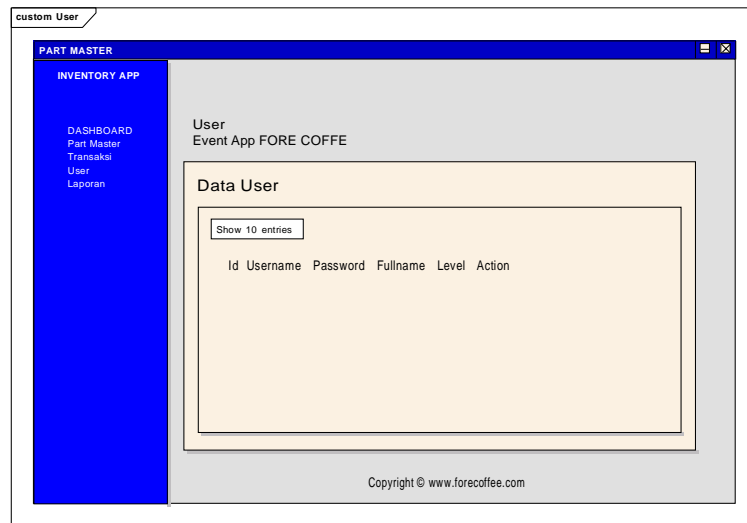 custom User
PART MASTER
INVENTORY APP
DASHBOARD
Part Master
Transaksi
User
Laporan
User
Event App FORE COFFE
Data User
Show 10 entries
Id Username Password Fullname Level Action
Copyright © www.forecoffee.com